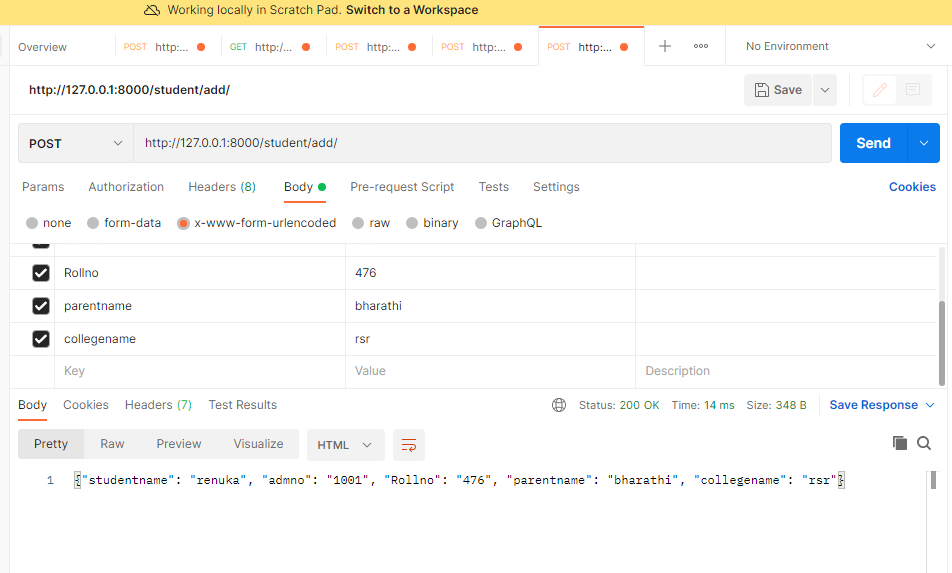 Working locally in Scratch Pad. Switch to a Workspace
Overview POST http:... GET http:/... POST http:... POST http:... POST http:... No Environment
http://127.0.0.1:8000/student/add/ Save
POST http://127.0.0.1:8000/student/add/ Send
Params Authorization Headers (8) Body Pre-request Script Tests Settings Cookies
none form-data x-www-form-urlencoded raw binary GraphQL
Rollno 476
parentname bharathi
collegename rsr
Key Value Description
Body Cookies Headers (7) Test Results Status: 200 OK Time: 14 ms Size: 348 B Save Response
Pretty Raw Preview Visualize HTML
1 {"studentname": "renuka", "admno": "1001", "Rollno": "476", "parentname": "bharathi", "collegename": "rsr"}